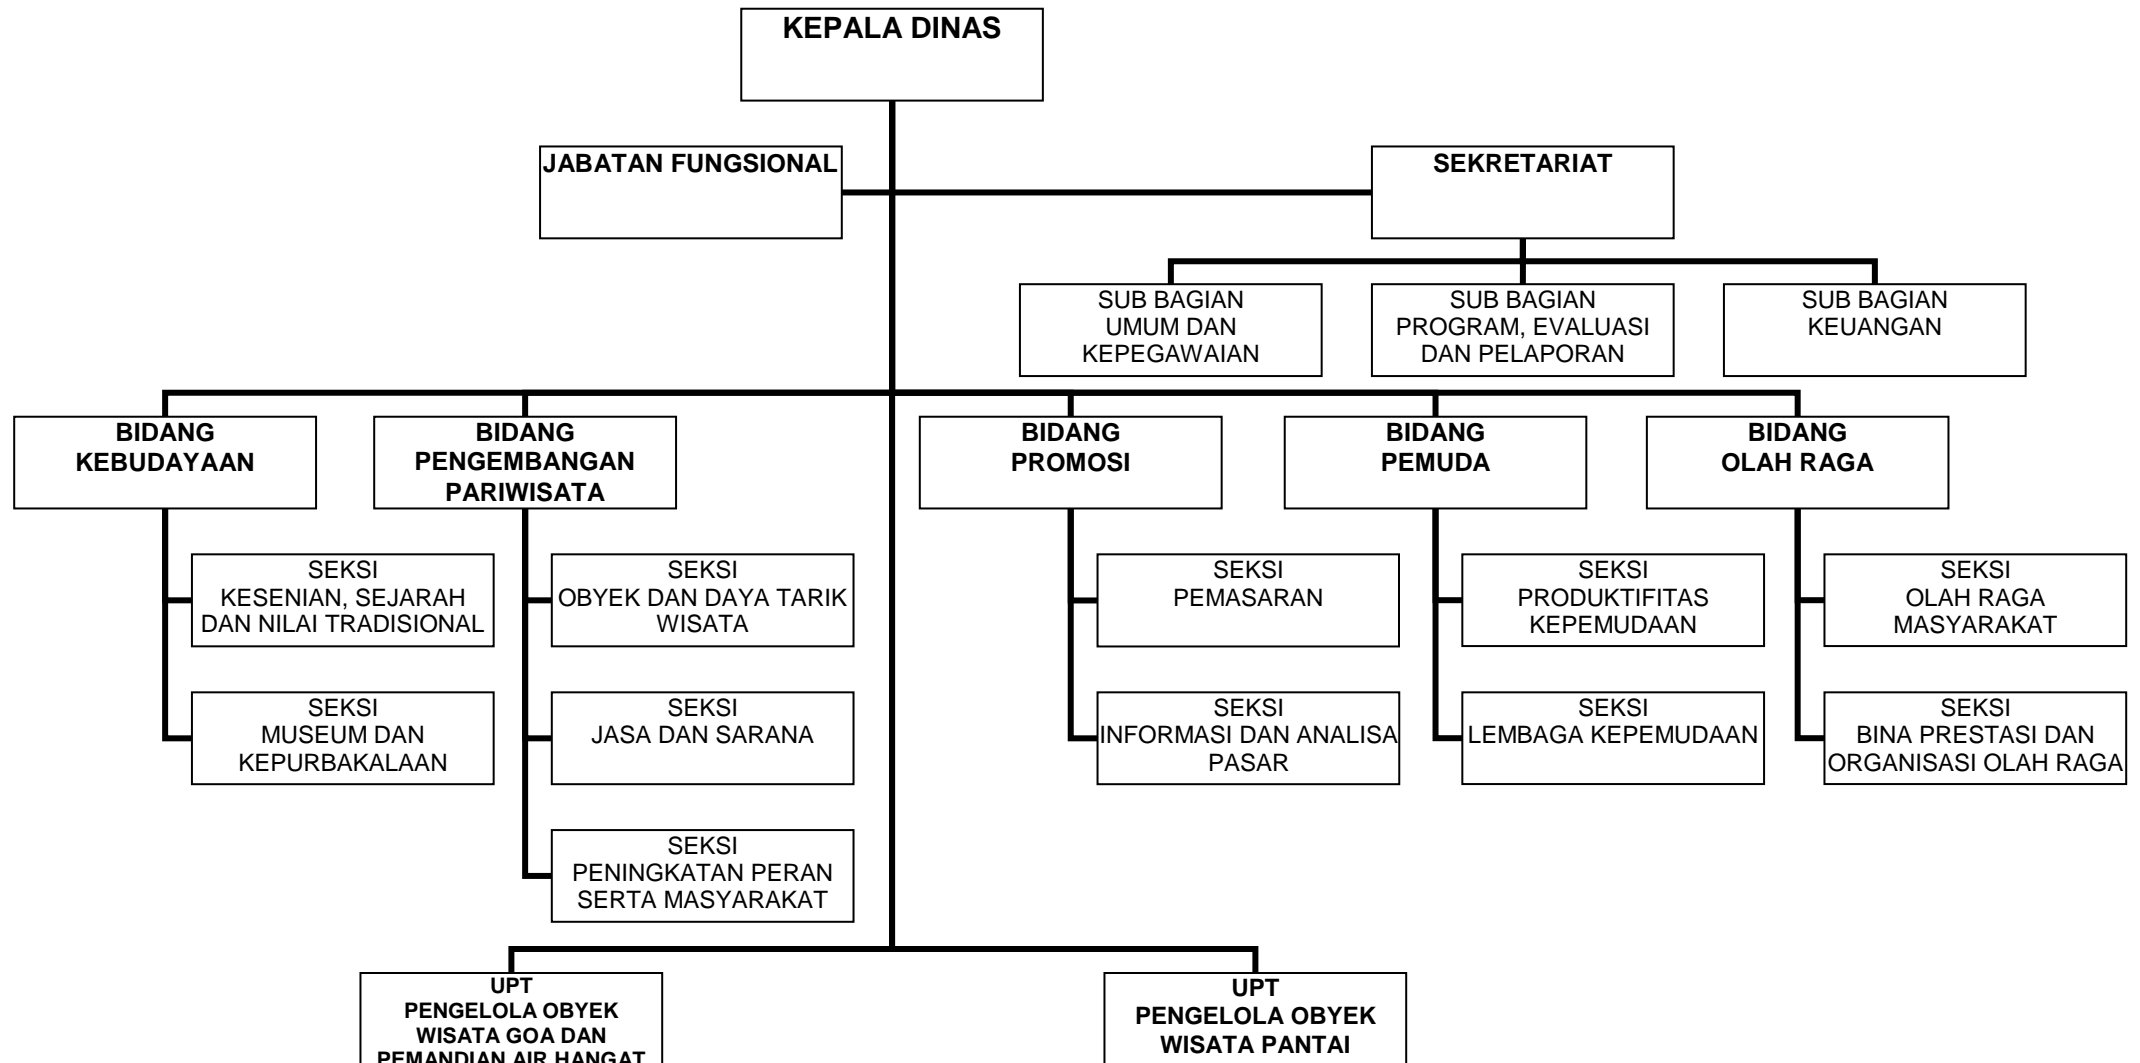 KEPALA DINAS
JABATAN FUNGSIONAL
SEKRETARIAT
SUB BAGIAN
UMUM DAN
KEPEGAWAIAN
SUB BAGIAN
PROGRAM, EVALUASI
DAN PELAPORAN
SUB BAGIAN
KEUANGAN
BIDANG
KEBUDAYAAN
BIDANG
PENGEMBANGAN
PARIWISATA
BIDANG
PROMOSI
BIDANG
PEMUDA
BIDANG
OLAH RAGA
SEKSI
KESENIAN, SEJARAH
DAN NILAI TRADISIONAL
SEKSI
OBYEK DAN DAYA TARIK
WISATA
SEKSI
PEMASARAN
SEKSI
PRODUKTIFITAS
KEPEMUDAAN
SEKSI
OLAH RAGA
MASYARAKAT
SEKSI
MUSEUM DAN
KEPURBAKALAAN
SEKSI
JASA DAN SARANA
SEKSI
INFORMASI DAN ANALISA
PASAR
SEKSI
LEMBAGA KEPEMUDAAN
SEKSI
BINA PRESTASI DAN
ORGANISASI OLAH RAGA
SEKSI
PENINGKATAN PERAN
SERTA MASYARAKAT
UPT
PENGELOLA OBYEK
WISATA GOA DAN
PEMANDIAN AIR HANGAT
UPT
PENGELOLA OBYEK
WISATA PANTAI